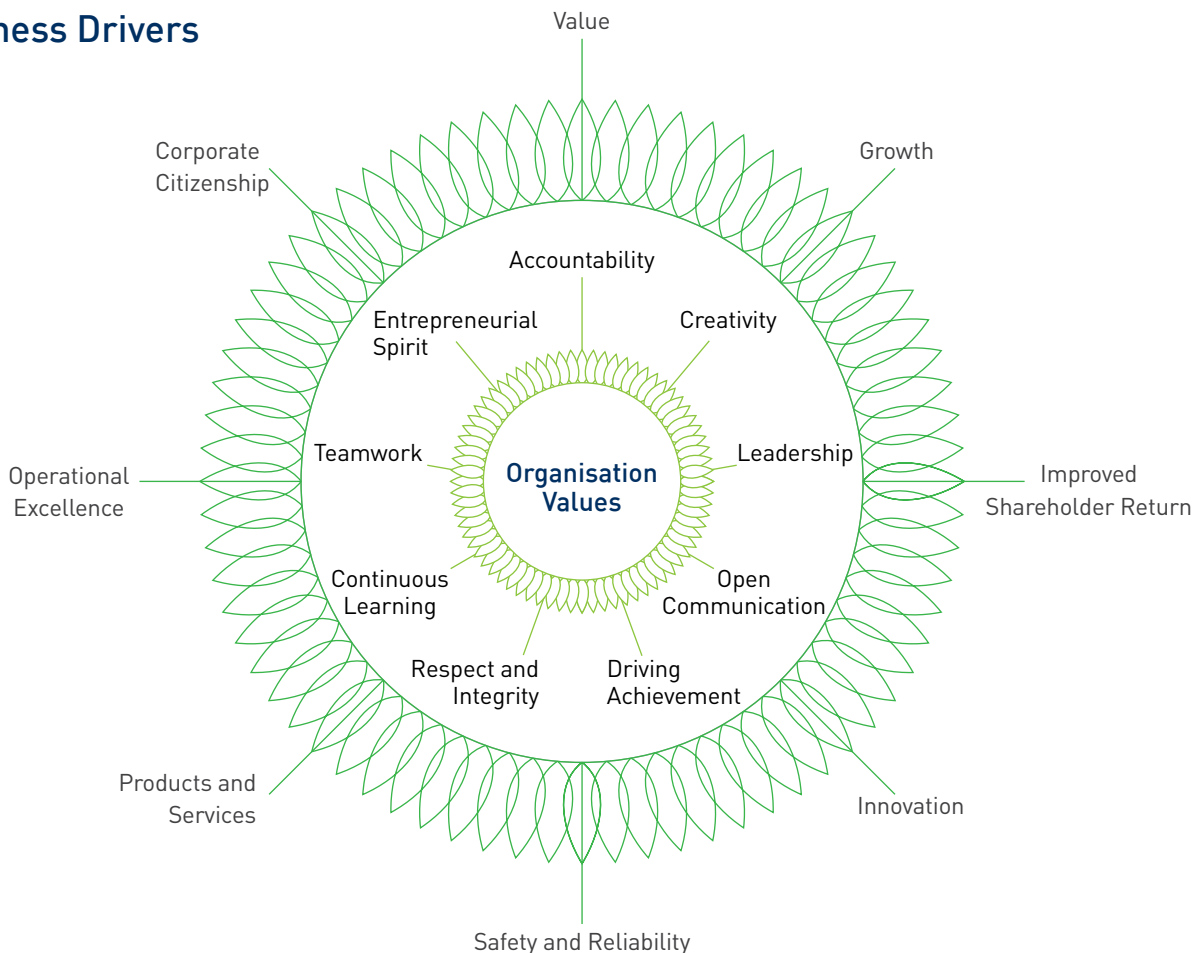 ness Drivers
Value
Corporate
Citizenship
Growth
Accountability
Entrepreneurial
Spirit
Creativity
Teamwork
Leadership
Organisation
Values
Operational
Excellence
Improved
Shareholder Return
Continuous
Learning
Open
Communication
Respect and
Integrity
Driving
Achievement
Products and
Services
Innovation
Safety and Reliability